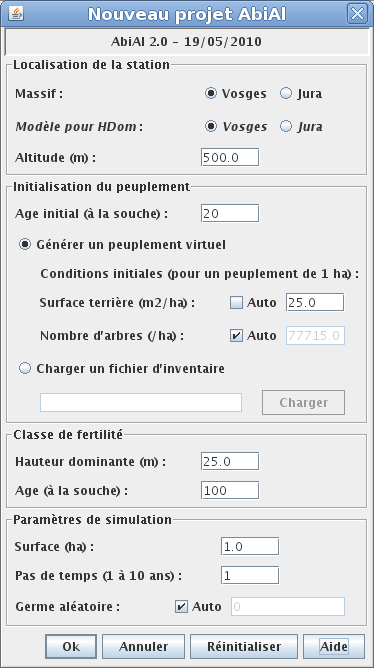 Nouveau projet AbiAl
AbiAl 2.0 - 19/05/2010
Localisation de la station
Massif : Vosges Jura
Modèle pour HDom : Vosges Jura
Altitude (m) : 500.0
Initialisation du peuplement
Age initial (à la souche) : 20
Générer un peuplement virtuel
Conditions initiales (pour un peuplement de 1 ha) :
Surface terrière (m2/ha) : Auto 25.0
Nombre d'arbres (/ha) : Auto 77715.0
Charger un fichier d'inventaire
Charger
Classe de fertilité
Hauteur dominante (m) : 25.0
Age (à la souche) : 100
Paramètres de simulation
Surface (ha) : 1.0
Pas de temps (1 à 10 ans) : 1
Germe aléatoire : Auto 0
Ok Annuler Réinitialiser Aide